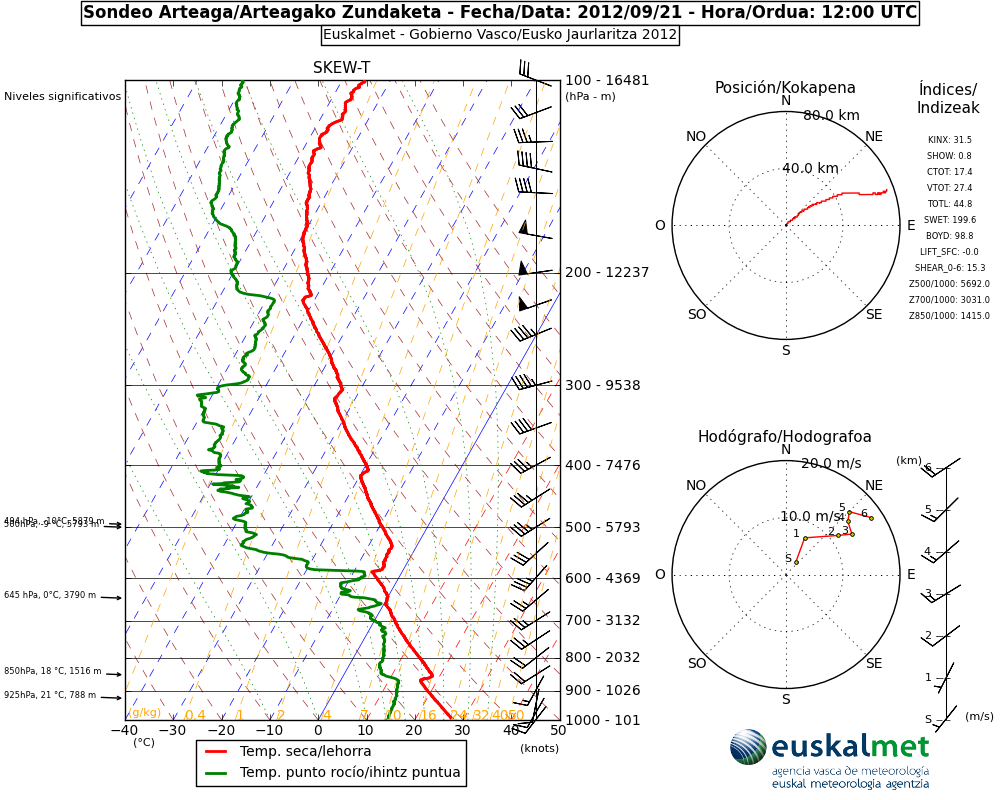 Sondeo Arteaga/Arteagako Zundaketa - Fecha/Data: 2012/09/21 - Hora/Ordua: 12:00 UTC
Euskalmet - Gobierno Vasco/Eusko Jaurlaritza 2012
SKEW-T
Niveles significativos
100 - 16481
(hPa - m)
200 - 12237
300 - 9538
400 - 7476
500 - 5793
600 - 4369
700 - 3132
800 - 2032
900 - 1026
1000 - 101
645 hPa, 0°C, 3790 m
850hPa, 18 °C, 1516 m
925hPa, 21 °C, 788 m
(g/kg) 0.4 1 2 4 7 10 16 24 32 40 50
−40 −30 −20 −10 0 10 20 30 40 50
(°C)
(knots)
Temp. seca/lehorra
Temp. punto rocío/ihintz puntua
Posición/Kokapena
N
80.0 km
NO
NE
40.0 km
O
E
SO
SE
S
Índices/
Indizeak
KINX: 31.5
SHOW: 0.8
CTOT: 17.4
VTOT: 27.4
TOTL: 44.8
SWET: 199.6
BOYD: 98.8
LIFT_SFC: -0.0
SHEAR_0-6: 15.3
Z500/1000: 5692.0
Z700/1000: 3031.0
Z850/1000: 1415.0
Hodógrafo/Hodografoa
N
20.0 m/s
NO
NE
10.0 m/s
S 1 2 3 4 5 6
O
E
SO
SE
S
(km)
6
5
4
3
2
1
S
(m/s)
euskalmet
agencia vasca de meteorología
euskal meteorologia agentzia